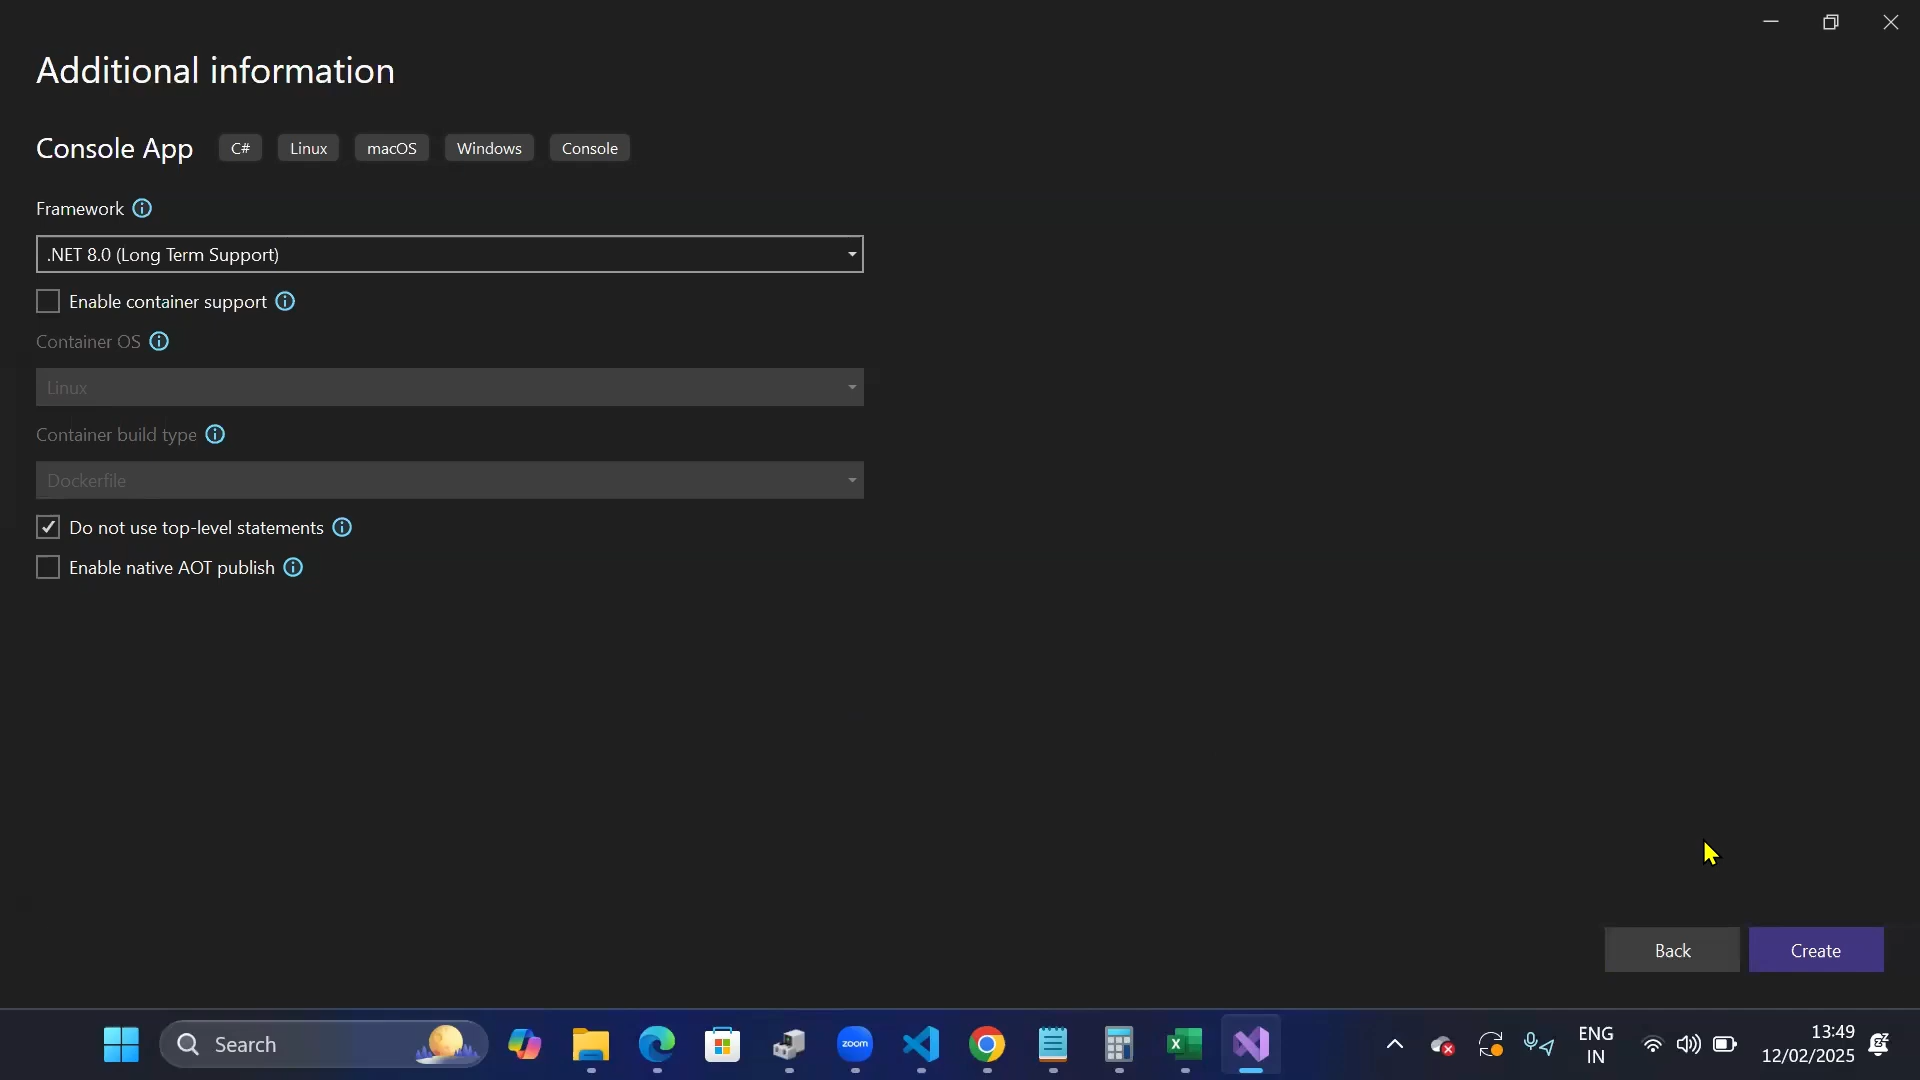 Additional information
Console App C# Linux macOS Windows Console
Framework
.NET 8.0 (Long Term Support)
Enable container support
Container OS
Linux
Container build type
Dockerfile
Do not use top-level statements
Enable native AOT publish
Back Create
Search zoom ENG IN 13:49
12/02/2025